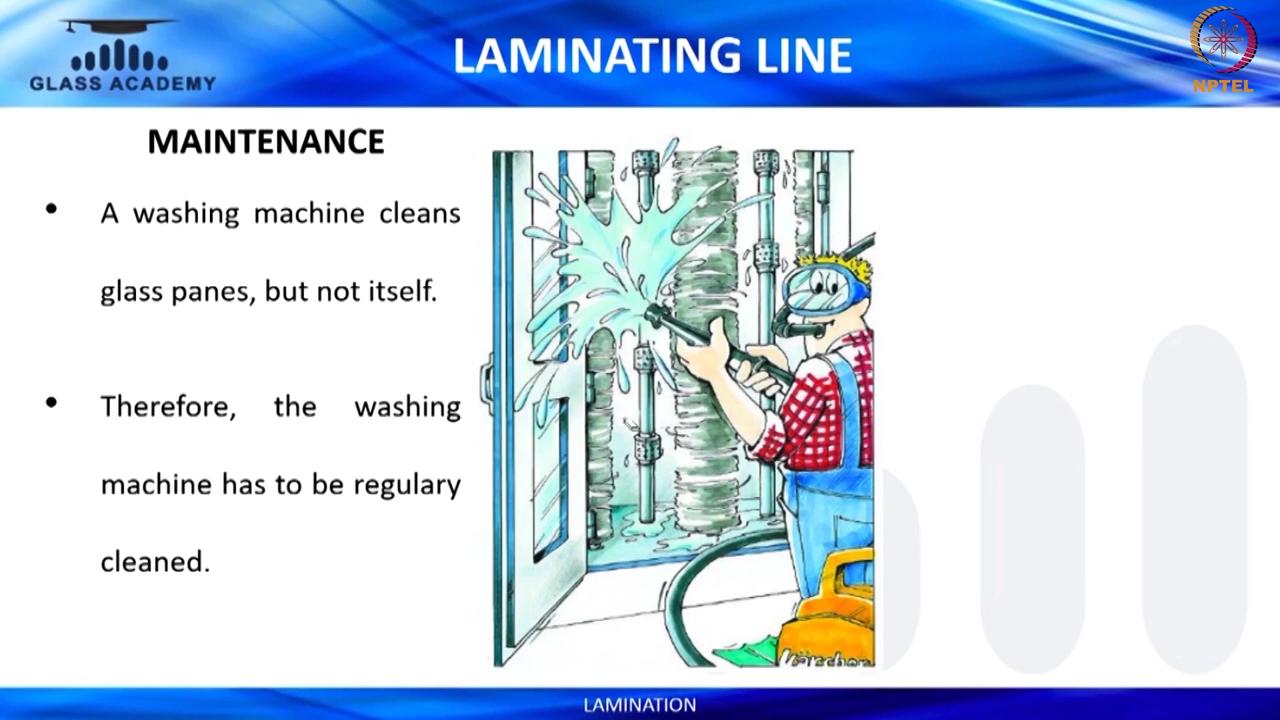 GLASS ACADEMY
LAMINATING LINE
NPTEL
MAINTENANCE
• A washing machine cleans
glass panes, but not itself.
• Therefore, the washing
machine has to be regulary
cleaned.
Kärcher
LAMINATION